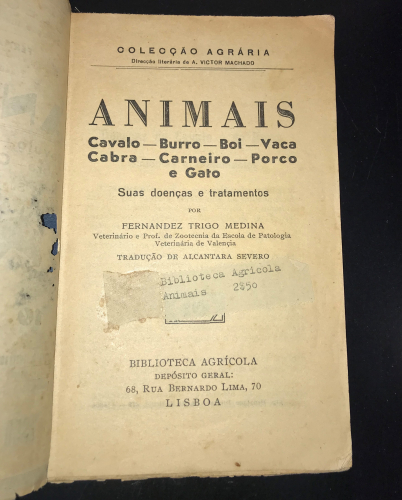 COLECÇÃO AGRÁRIA
Direcção literária de A. VICTOR MACHADO
ANIMAIS
Cavalo — Burro — Boi — Vaca
Cabra — Carneiro — Porco
e Gato
Suas doenças e tratamentos
POR
FERNANDEZ TRIGO MEDINA
Veterinário e Prof. de Zootecnia da Escola de Patologia
Veterinária de Valençia
TRADUÇÃO DE ALCANTARA SEVERO
Biblioteca Agrícola
Animais 2$50
BIBLIOTECA AGRÍCOLA
DEPÓSITO GERAL:
68, RUA BERNARDO LIMA, 70
LISBOA